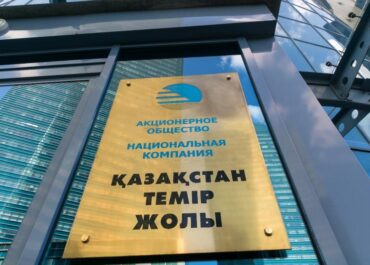 АКЦИОНЕРНОЕ
ОБЩЕСТВО
НАЦИОНАЛЬНАЯ
КОМПАНИЯ
ҚАЗАҚСТАН
ТЕМІР
ЖОЛЫ